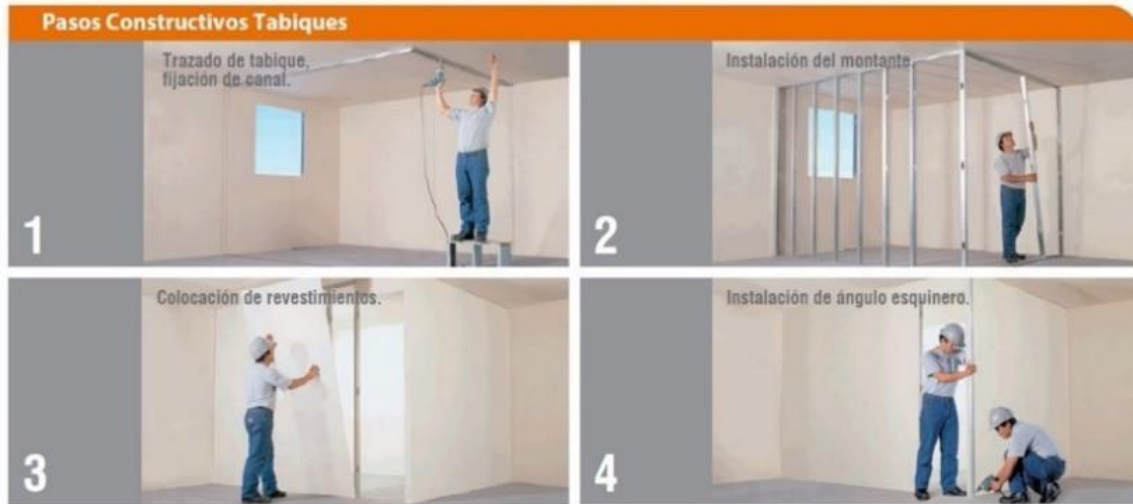 Pasos Constructivos Tabiques
Trazado de tabique,
fijación de canal.
1
Instalación del montante.
2
Colocación de revestimientos.
3
Instalación de ángulo esquinero.
4